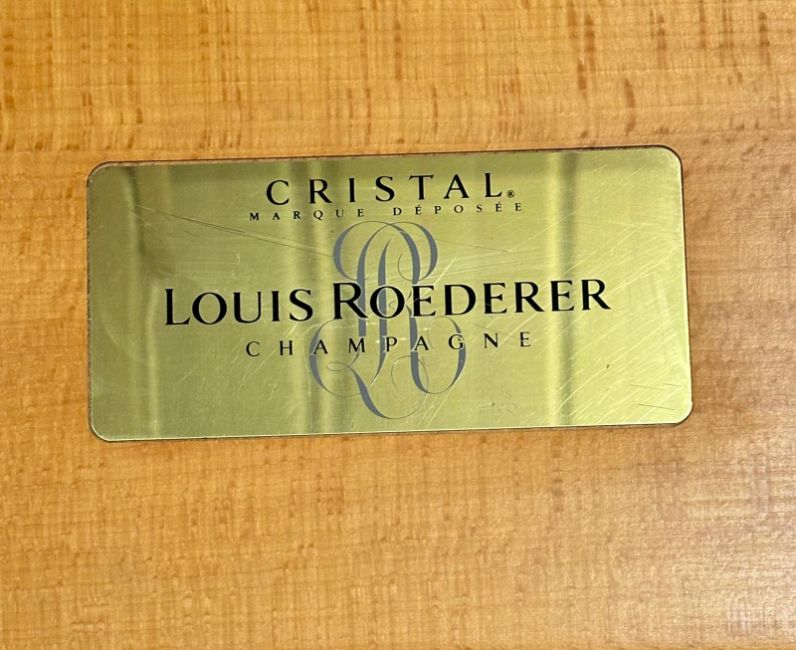 CRISTAL®
MARQUE DÉPOSÉE
LOUIS ROEDERER
CHAMPAGNE